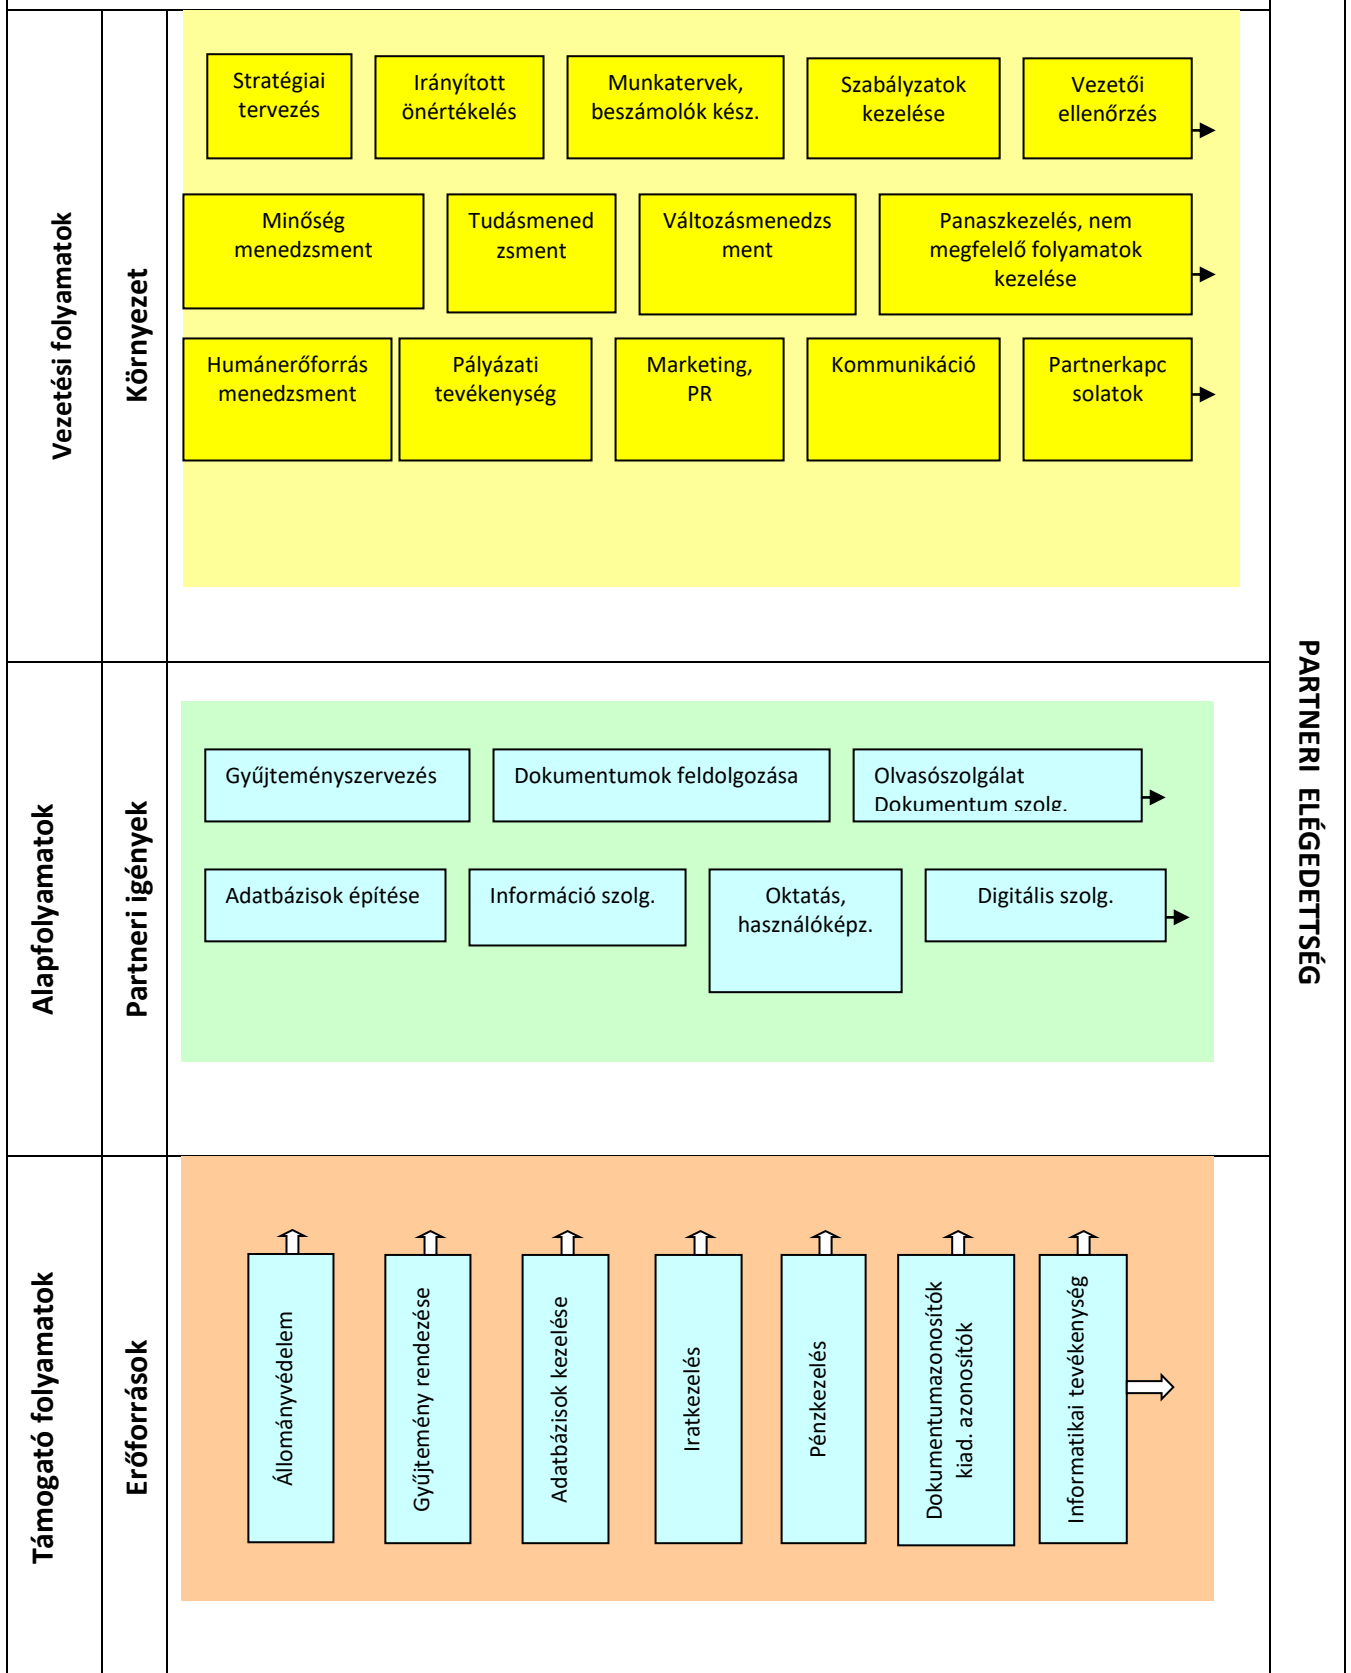 Vezetési folyamatok
Környezet
Stratégiai
tervezés
Irányított
önértékelés
Munkatervek,
beszámolók kész.
Szabályzatok
kezelése
Vezetői
ellenőrzés
Minőség
menedzsment
Tudásmened
zsment
Változásmenedzs
ment
Panaszkezelés, nem
megfelelő folyamatok
kezelése
Humánerőforrás
menedzsment
Pályázati
tevékenység
Marketing,
PR
Kommunikáció
Partnerkapc
solatok
Alapfolyamatok
Partneri igények
Gyűjteményszervezés
Dokumentumok feldolgozása
Olvasószolgálat
Dokumentum szolg.
Adatbázisok építése
Információ szolg.
Oktatás,
használóképz.
Digitális szolg.
Támogató folyamatok
Erőforrások
Állományvédelem
Gyűjtemény rendezése
Adatbázisok kezelése
Iratkezelés
Pénzkezelés
Dokumentumazonosítók
kiad. azonosítók
Informatikai tevékenység
PARTNERI ELÉGEDETTSÉG